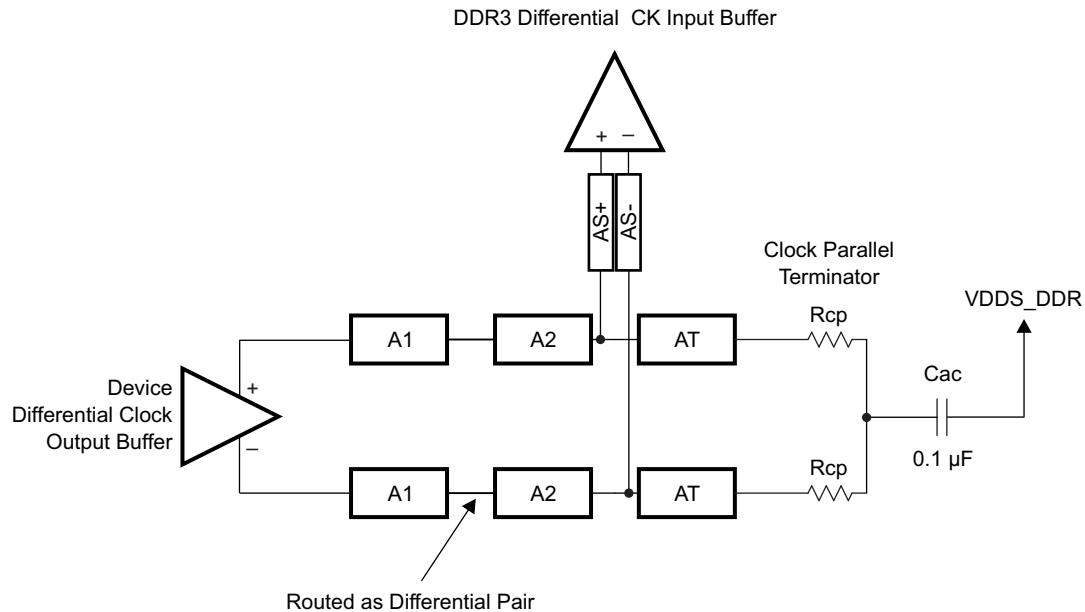 DDR3 Differential CK Input Buffer
+ –
AS+
AS-
Clock Parallel
Terminator
VDDS_DDR
Rcp
A1
A2
AT
Cac
Device
Differential Clock
Output Buffer
+
–
0.1 µF
Rcp
A1
A2
AT
Routed as Differential Pair